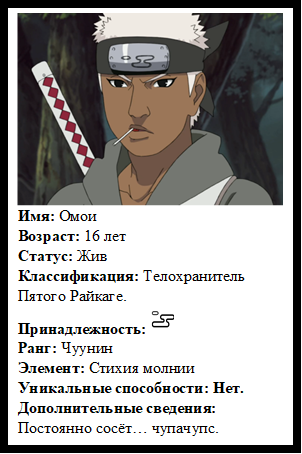 Имя: Омои
Возраст: 16 лет
Статус: Жив
Классификация: Телохранитель
Пятого Райкаге.
Принадлежность:
Ранг: Чуунин
Элемент: Стихия молнии
Уникальные способности: Нет.
Дополнительные сведения:
Постоянно сосёт… чупачупс.